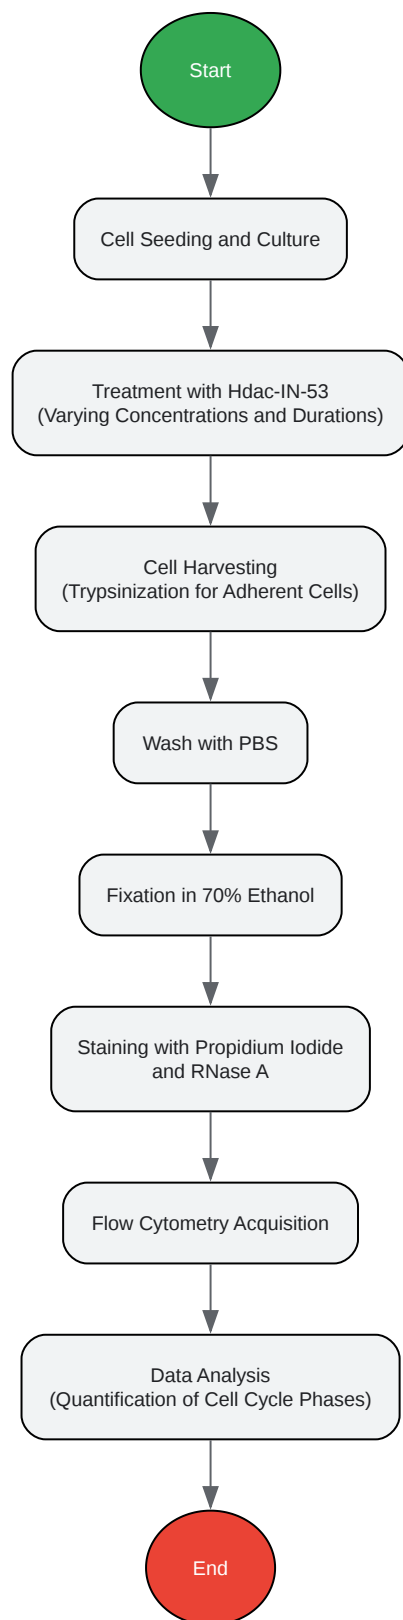 Start
Cell Seeding and Culture
Treatment with Hdac-IN-53
(Varying Concentrations and Durations)
Cell Harvesting
(Trypsinization for Adherent Cells)
Wash with PBS
Fixation in 70% Ethanol
Staining with Propidium Iodide
and RNase A
Flow Cytometry Acquisition
Data Analysis
(Quantification of Cell Cycle Phases)
End